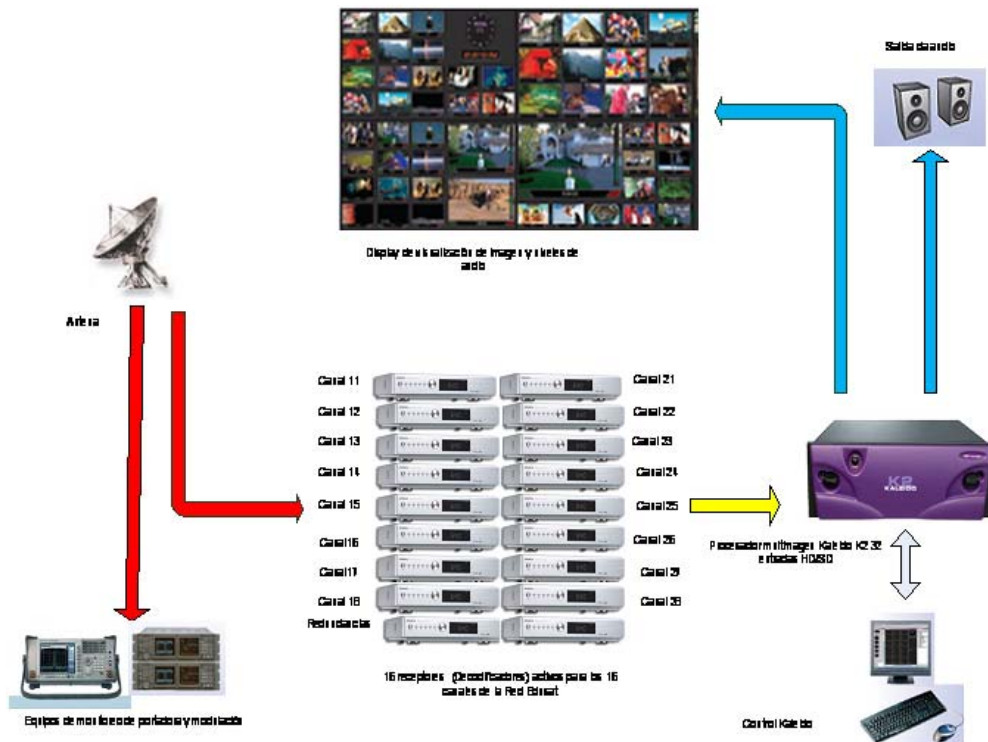 Salida de audio
Display de visualización de imagen y niveles de
audio
Antena
Canal 11
Canal 12
Canal 13
Canal 14
Canal 15
Canal 16
Canal 17
Canal 18
Redundancias
Canal 21
Canal 22
Canal 23
Canal 24
Canal 25
Canal 26
Canal 27
Canal 28
16 receptores (Decodificadores) activos para los 16
canales de la Red Edusat
K2
KALEIDO
Procesador multimagen Kaleido K2 32
entradas HD/SD
Equipos de monitoreo de portadora y modulación
Control Kaleido